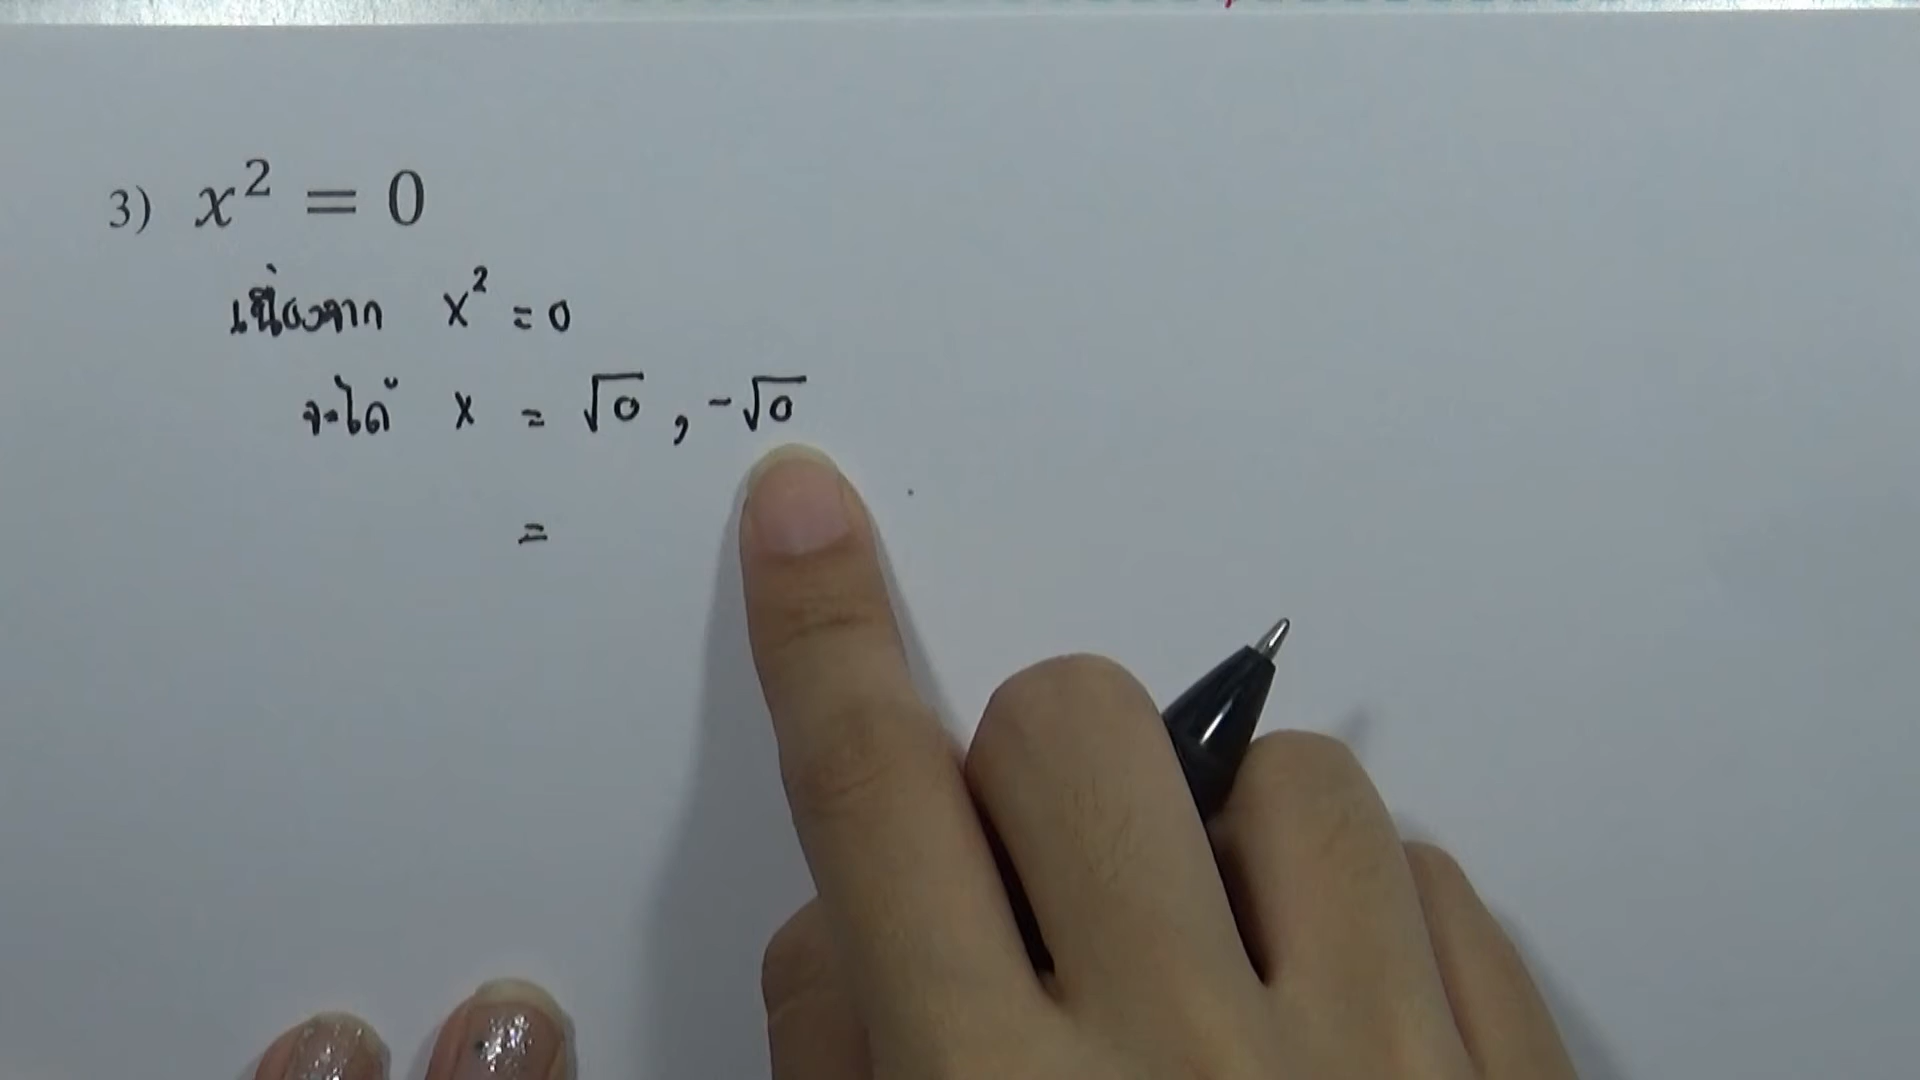 3) x² = 0
เนื่องจาก x² = 0
จะได้ x = √0 , -√0
=